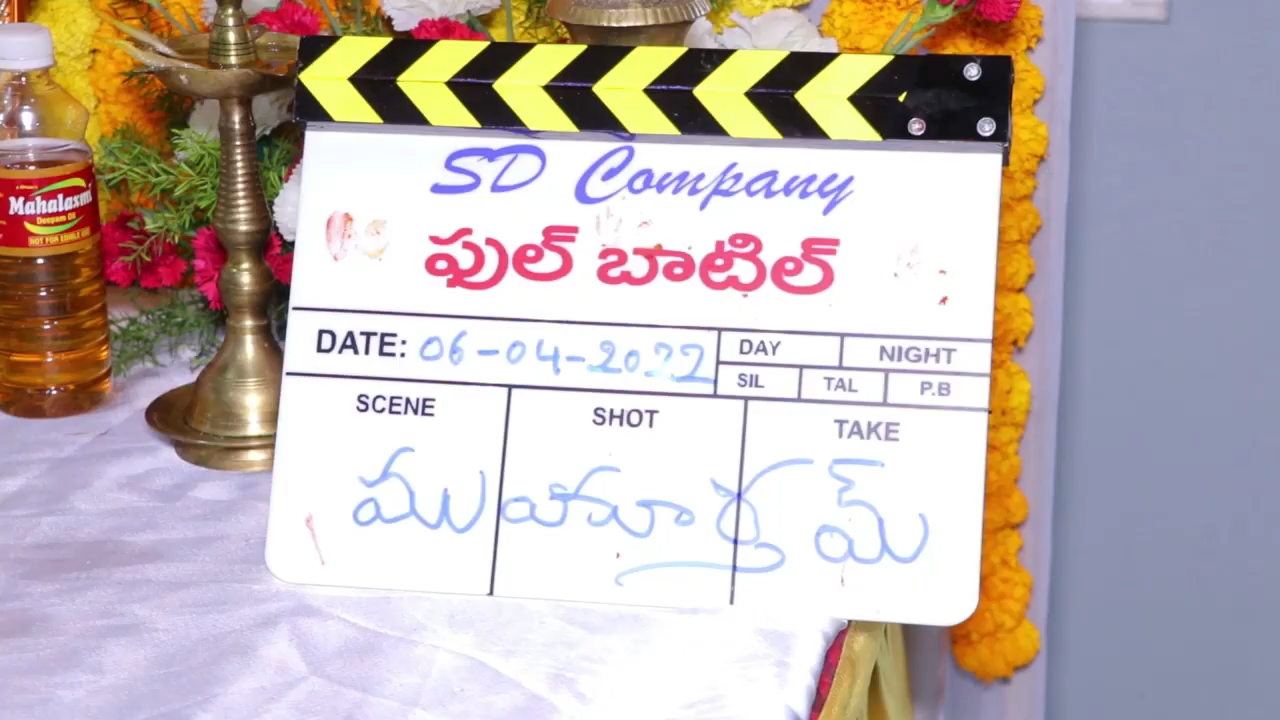 SD Company
ఫుల్ బాటిల్
DATE: 06-04-2022
DAY NIGHT
SIL TAL P.B
SCENE SHOT TAKE
ముహూర్తమ్
Mahalaxmi
Deepam Oil
NOT FOR EDIBLE USE